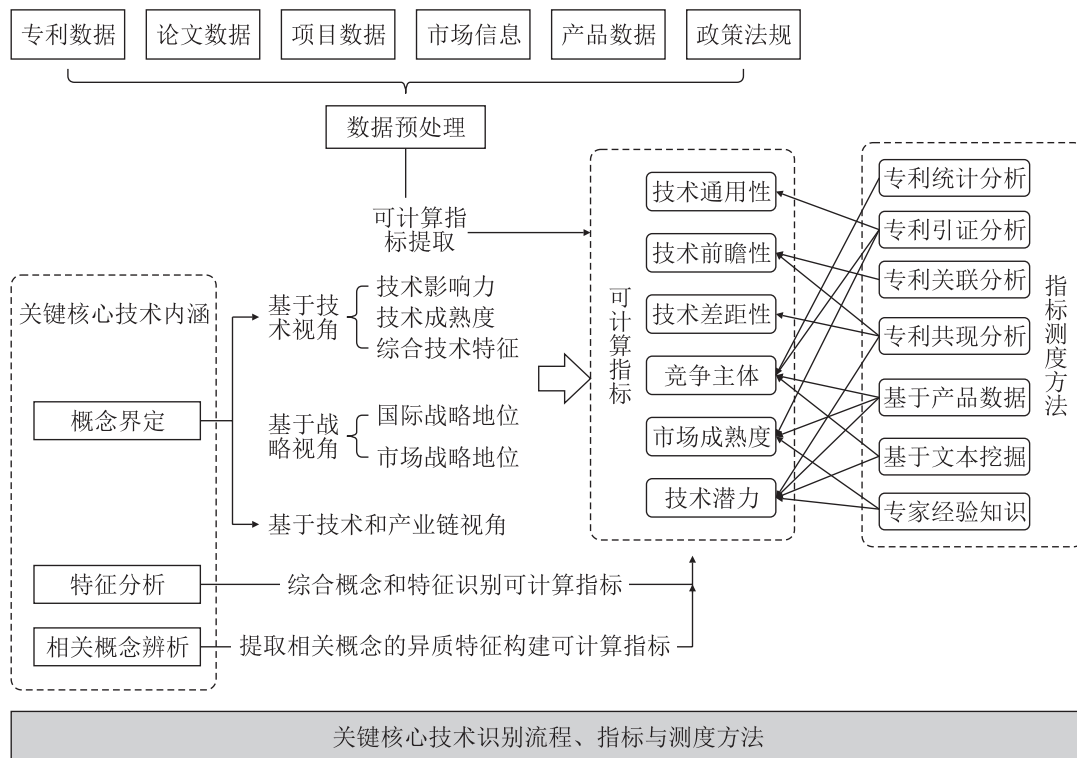 专利数据
论文数据
项目数据
市场信息
产品数据
政策法规
数据预处理
可计算指
标提取
关键核心技术内涵
概念界定
特征分析
相关概念辨析
基于技
术视角
技术影响力
技术成熟度
综合技术特征
基于战
略视角
国际战略地位
市场战略地位
基于技术和产业链视角
综合概念和特征识别可计算指标
提取相关概念的异质特征构建可计算指标
可计算指标
技术通用性
技术前瞻性
技术差距性
竞争主体
市场成熟度
技术潜力
专利统计分析
专利引证分析
专利关联分析
专利共现分析
基于产品数据
基于文本挖掘
专家经验知识
指标测度方法
关键核心技术识别流程、指标与测度方法